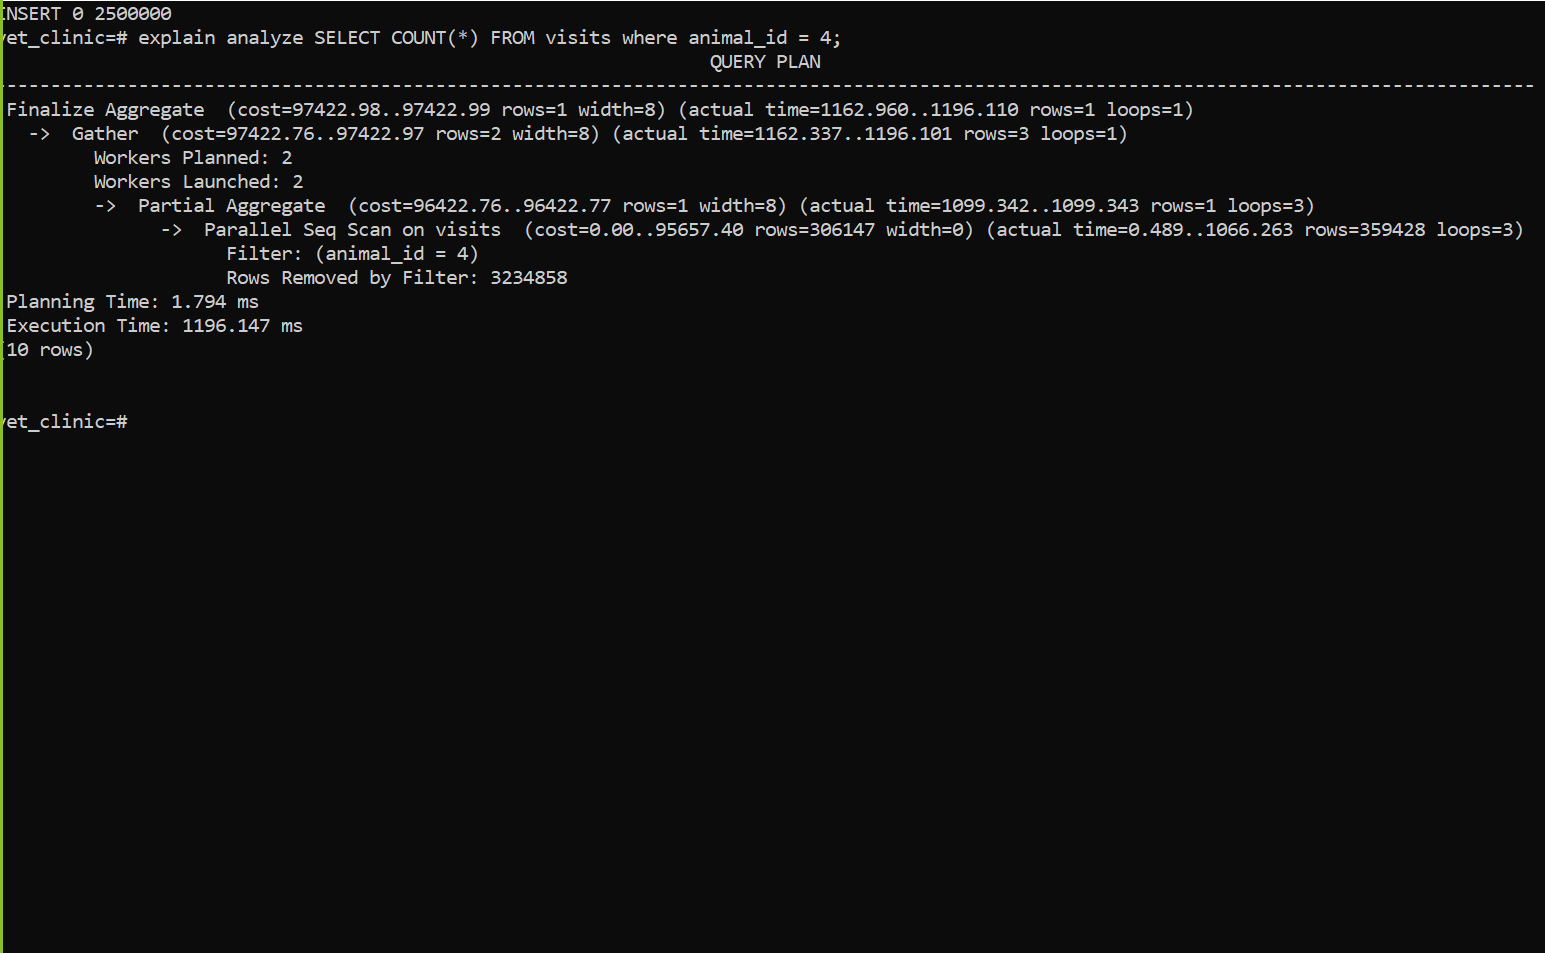 INSERT 0 2500000
vet_clinic=# explain analyze SELECT COUNT(*) FROM visits where animal_id = 4;
QUERY PLAN
-----------------------------------------------------------------------------------------------------------------------------------------
Finalize Aggregate  (cost=97422.98..97422.99 rows=1 width=8) (actual time=1162.960..1196.110 rows=1 loops=1)
  ->  Gather  (cost=97422.76..97422.97 rows=2 width=8) (actual time=1162.337..1196.101 rows=3 loops=1)
        Workers Planned: 2
        Workers Launched: 2
        ->  Partial Aggregate  (cost=96422.76..96422.77 rows=1 width=8) (actual time=1099.342..1099.343 rows=1 loops=3)
              ->  Parallel Seq Scan on visits  (cost=0.00..95657.40 rows=306147 width=0) (actual time=0.489..1066.263 rows=359428 loops=3)
                    Filter: (animal_id = 4)
                    Rows Removed by Filter: 3234858
Planning Time: 1.794 ms
Execution Time: 1196.147 ms
(10 rows)
vet_clinic=#